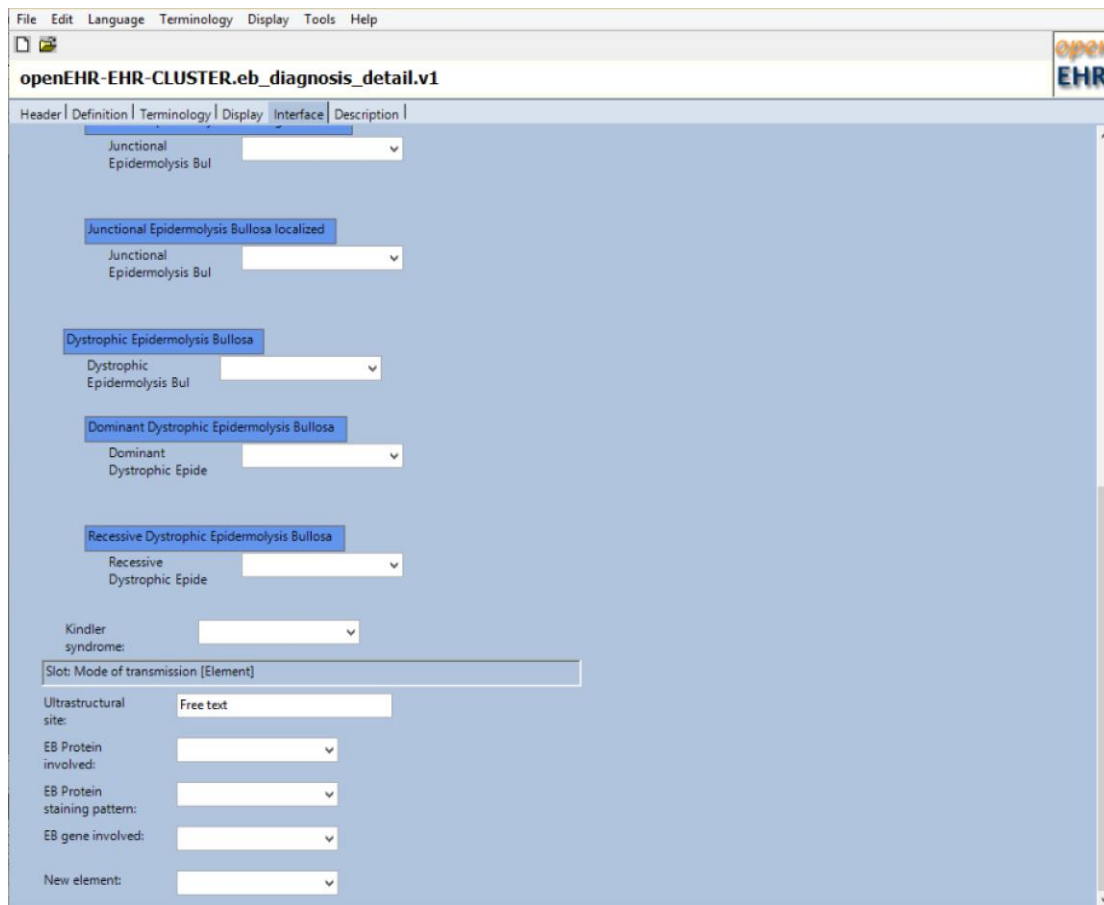 File Edit Language Terminology Display Tools Help
open
EHR
openEHR-EHR-CLUSTER.eb_diagnosis_detail.v1
Header Definition Terminology Display Interface Description
Junctional
Epidermolysis Bul
Junctional Epidermolysis Bullosa localized
Junctional
Epidermolysis Bul
Dystrophic Epidermolysis Bullosa
Dystrophic
Epidermolysis Bul
Dominant Dystrophic Epidermolysis Bullosa
Dominant
Dystrophic Epide
Recessive Dystrophic Epidermolysis Bullosa
Recessive
Dystrophic Epide
Kindler
syndrome:
Slot: Mode of transmission [Element]
Ultrastructural
site:
Free text
EB Protein
involved:
EB Protein
staining pattern:
EB gene involved:
New element: